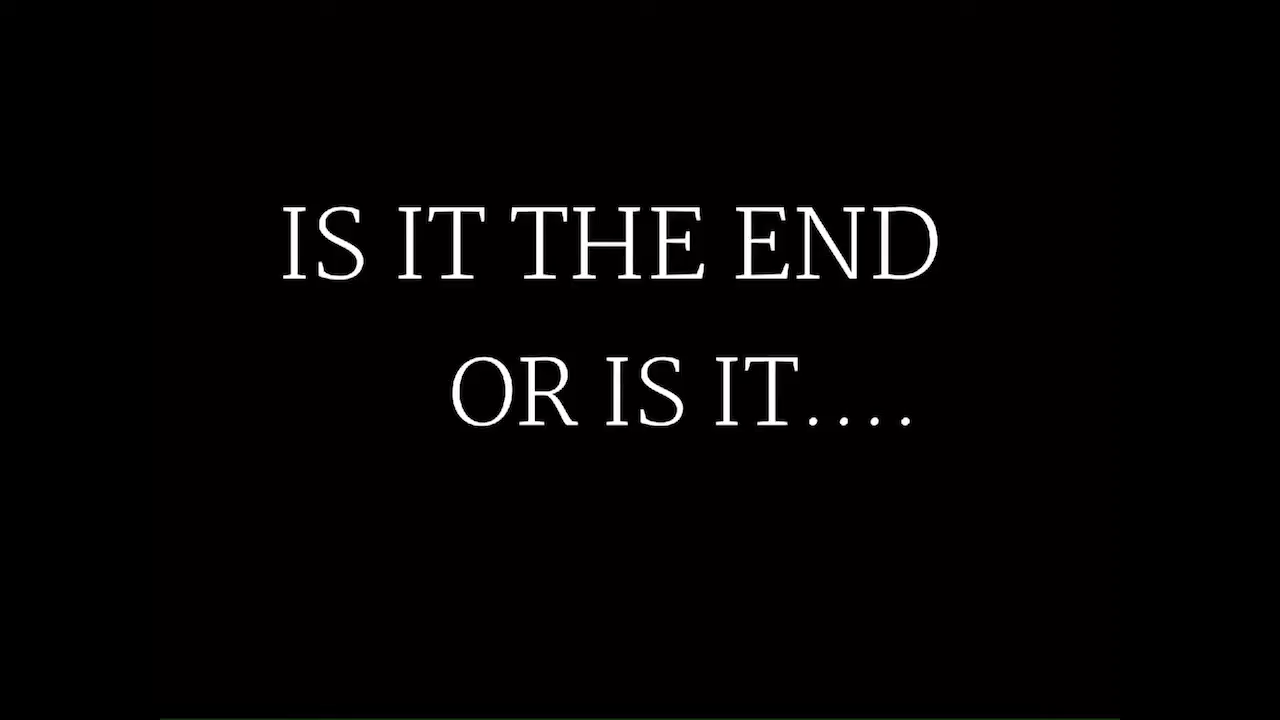 IS IT THE END
OR IS IT....